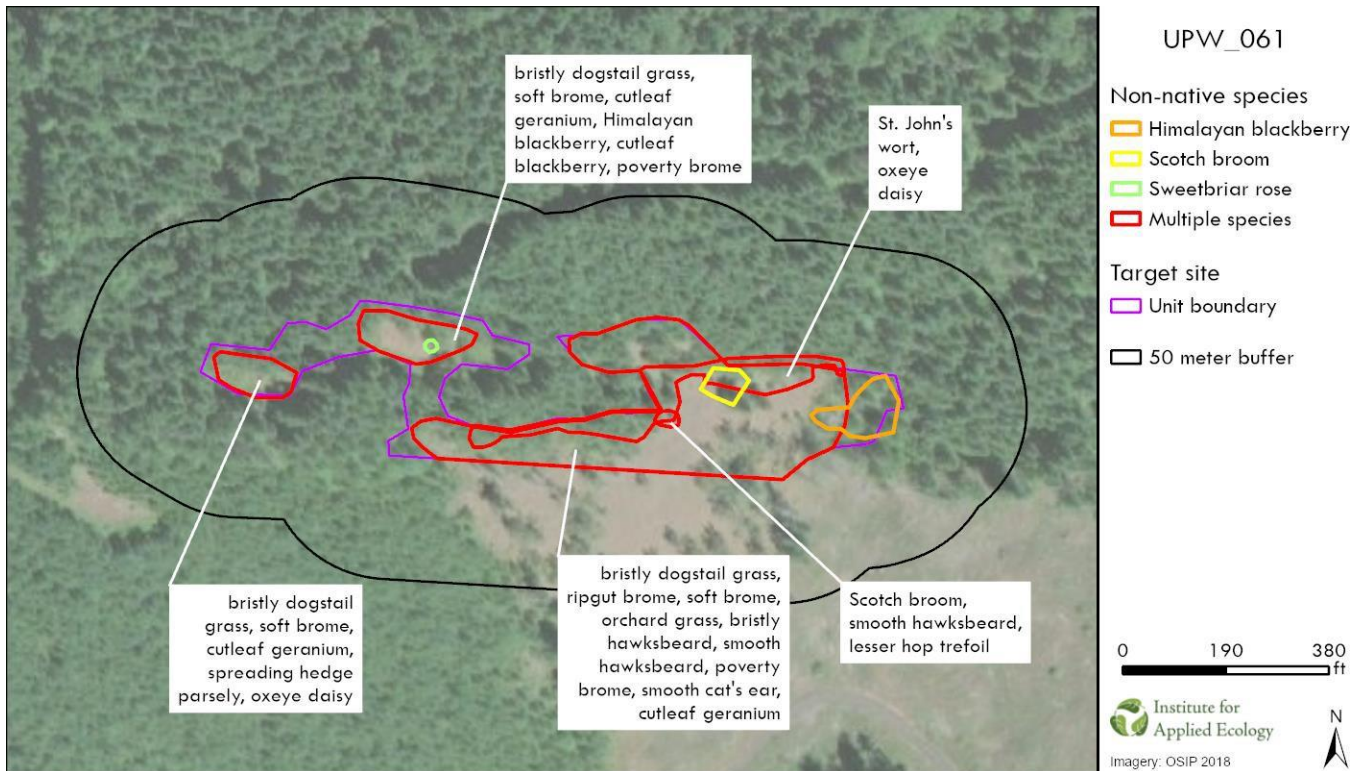 bristly dogstail grass,
soft brome, cutleaf
geranium, Himalayan
blackberry, cutleaf
blackberry, poverty brome
St. John's
wort,
oxeye
daisy
bristly dogstail
grass, soft brome,
cutleaf geranium,
spreading hedge
parsely, oxeye daisy
bristly dogstail grass,
ripgut brome, soft brome,
orchard grass, bristly
hawksbeard, smooth
hawksbeard, poverty
brome, smooth cat's ear,
cutleaf geranium
Scotch broom,
smooth hawksbeard,
lesser hop trefoil
UPW_061
Non-native species
Himalayan blackberry
Scotch broom
Sweetbriar rose
Multiple species
Target site
Unit boundary
50 meter buffer
0 190 380
ft
Institute for
Applied Ecology
N
Imagery: OSIP 2018